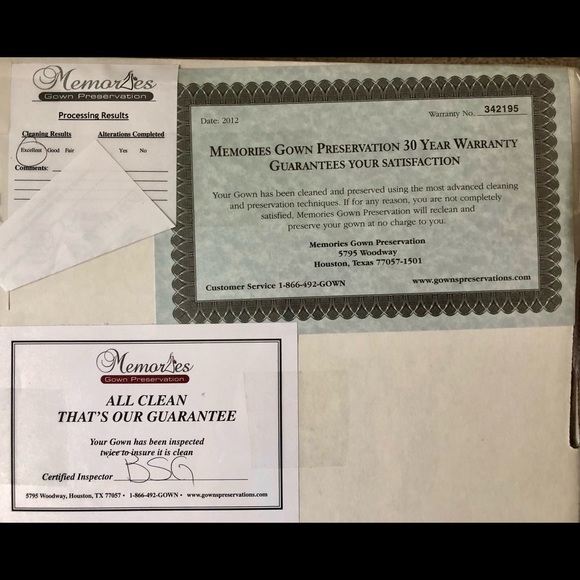 Memories
Gown Preservation
Processing Results
Cleaning Results Alterations Completed
Excellent Good Fair Yes No
Comments:
Date: 2012 Warranty No. 342195
MEMORIES GOWN PRESERVATION 30 YEAR WARRANTY
GUARANTEES YOUR SATISFACTION
Your Gown has been cleaned and preserved using the most advanced cleaning
and preservation techniques. If for any reason, you are not completely
satisfied, Memories Gown Preservation will reclean and
preserve your gown at no charge to you.
Memories Gown Preservation
5795 Woodway
Houston, Texas 77057-1501
Customer Service 1-866-492-GOWN www.gownspreservations.com
Memories
Gown Preservation
ALL CLEAN
THAT'S OUR GUARANTEE
Your Gown has been inspected
twice to insure it is clean
Certified Inspector BSG
5795 Woodway, Houston, TX 77057 • 1-866-492-GOWN • www.gownspreservations.com